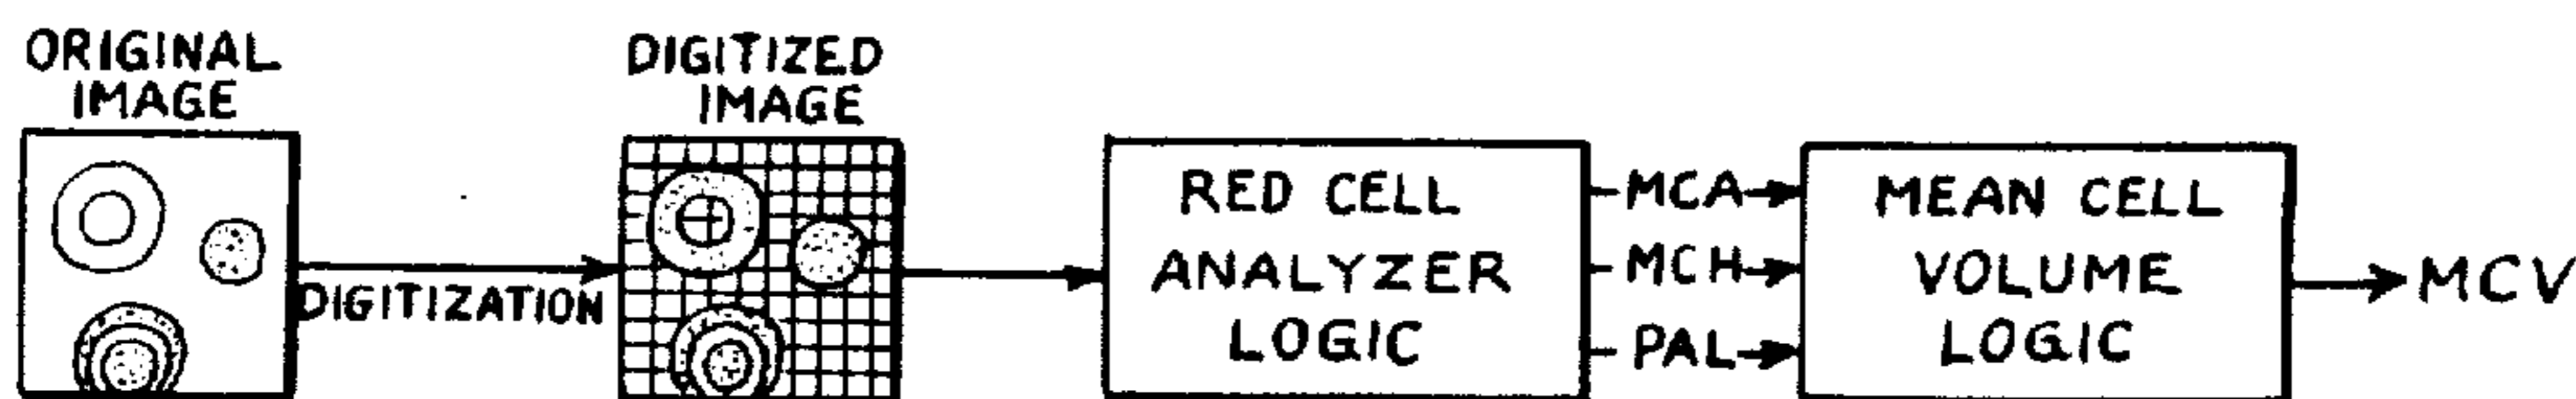 ORIGINAL
IMAGE
DIGITIZATION
DIGITIZED
IMAGE
RED CELL
ANALYZER
LOGIC
MCA
MCH
PAL
MEAN CELL
VOLUME
LOGIC
MCV